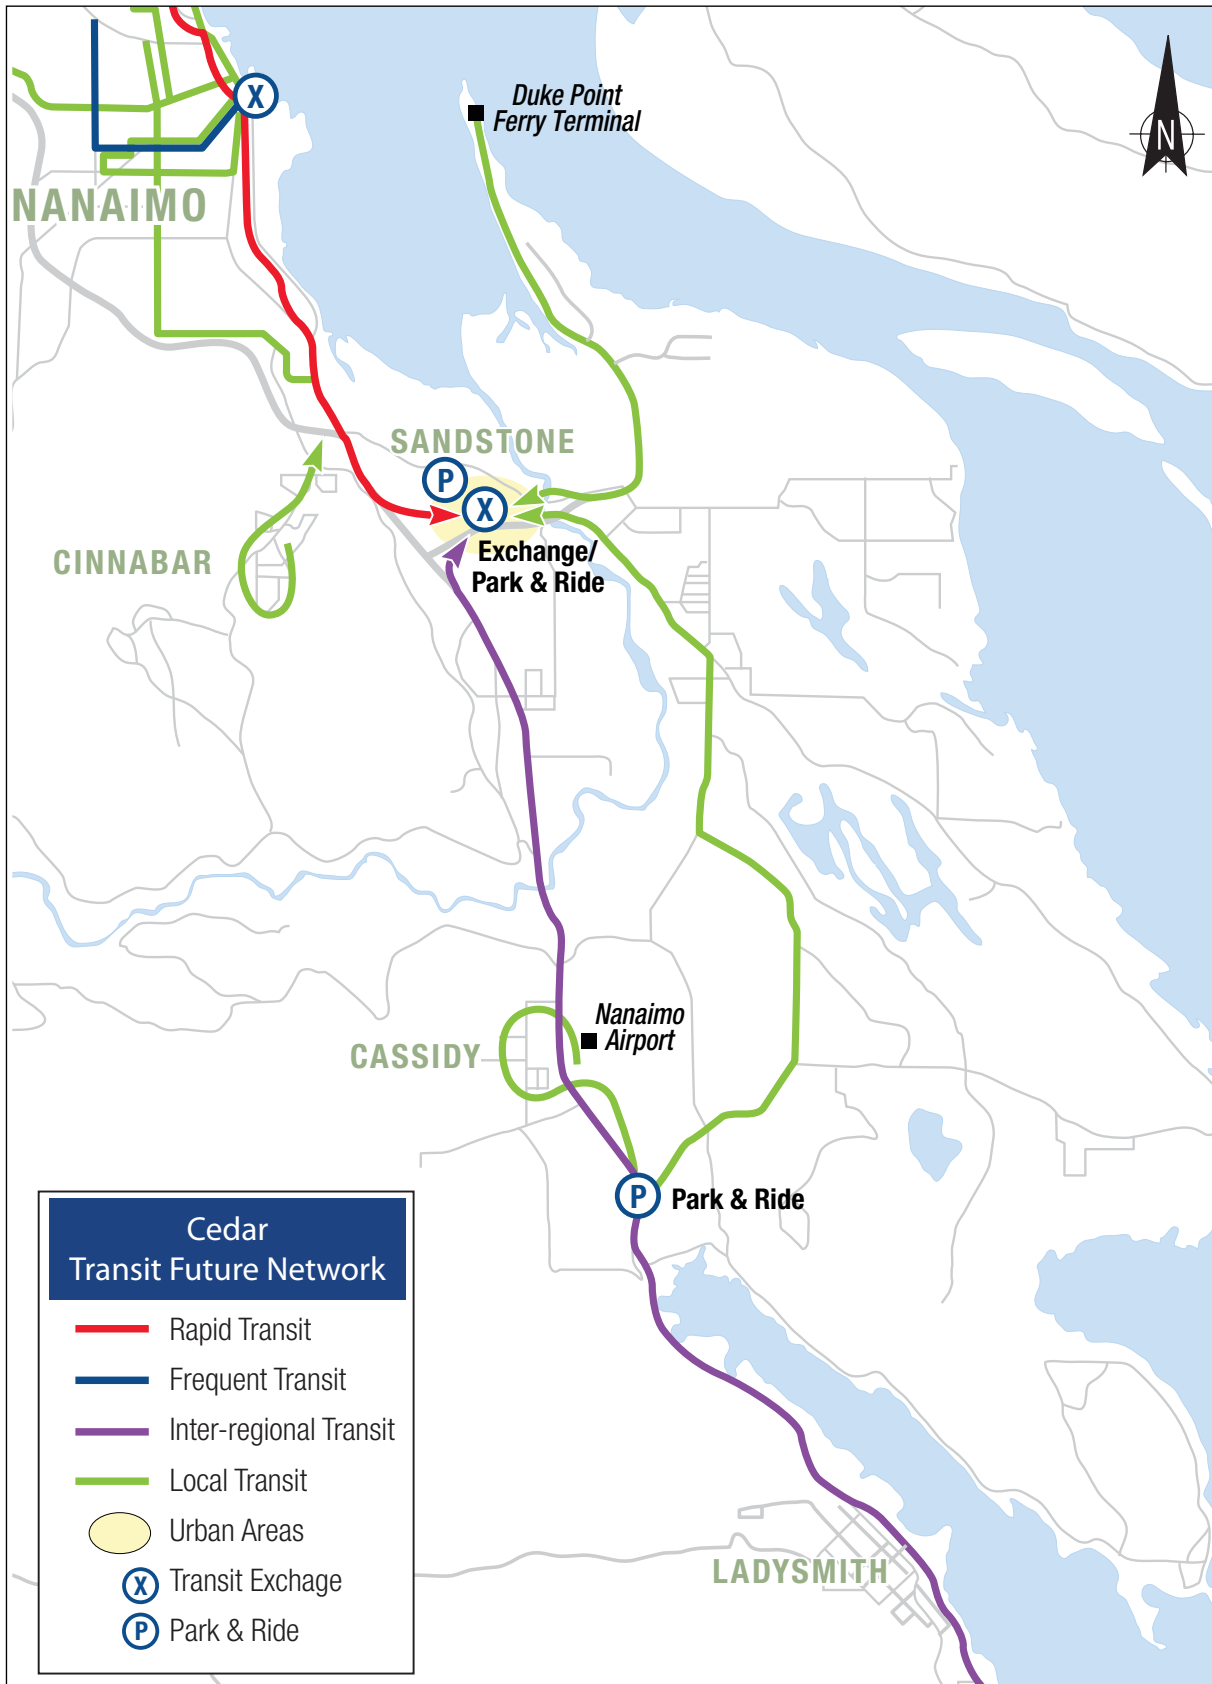 X
Duke Point
Ferry Terminal
N
NANAIMO
SANDSTONE
P
X
Exchange/
Park & Ride
CINNABAR
Nanaimo
Airport
CASSIDY
P
Park & Ride
Cedar
Transit Future Network
Rapid Transit
Frequent Transit
Inter-regional Transit
Local Transit
Urban Areas
X Transit Exchage
P Park & Ride
LADYSMITH